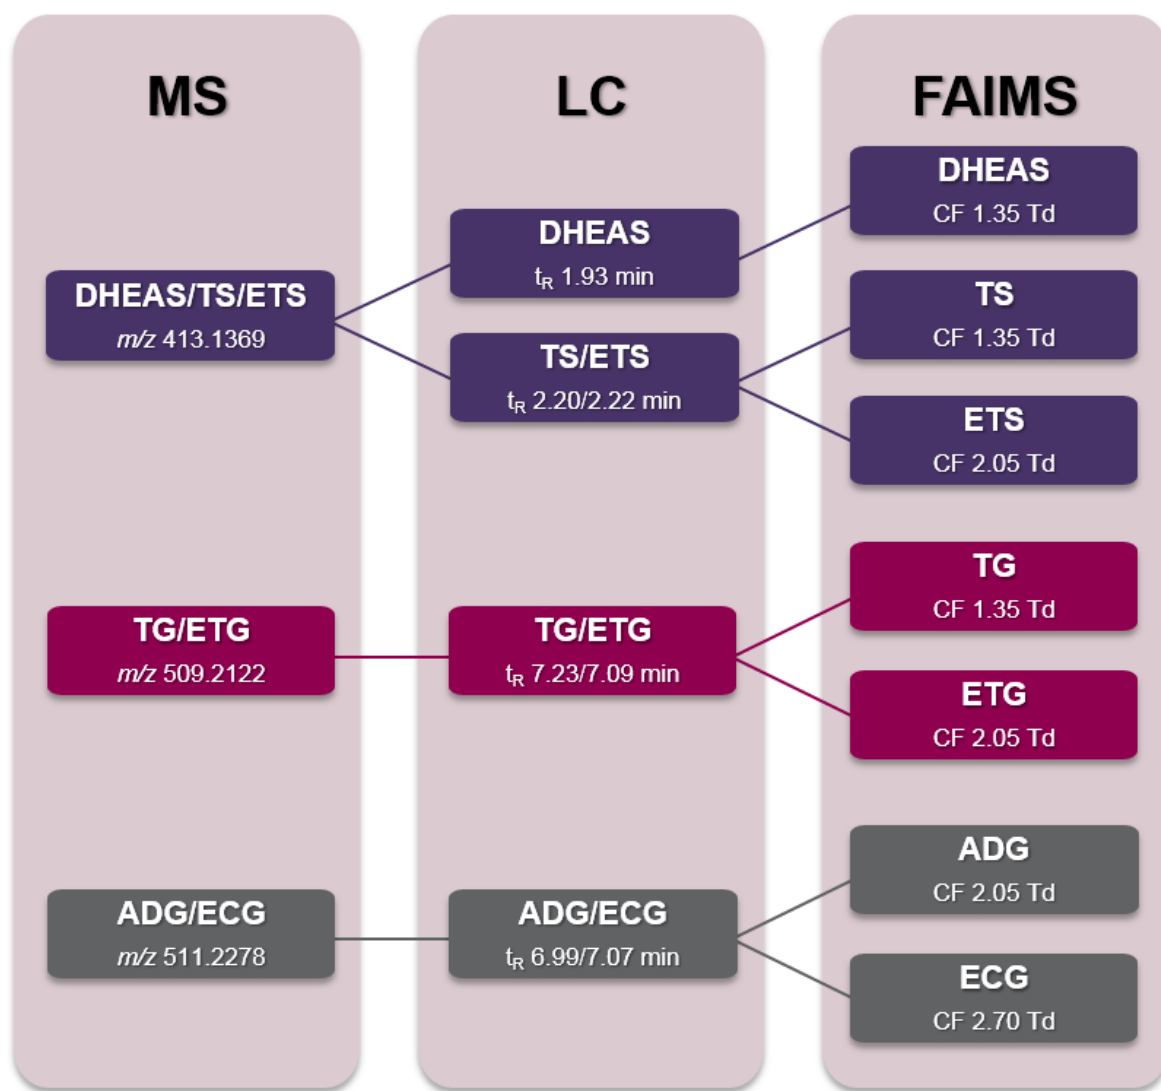 MS
DHEAS/TS/ETS
m/z 413.1369
TG/ETG
m/z 509.2122
ADG/ECG
m/z 511.2278
LC
DHEAS
tR 1.93 min
TS/ETS
tR 2.20/2.22 min
TG/ETG
tR 7.23/7.09 min
ADG/ECG
tR 6.99/7.07 min
FAIMS
DHEAS
CF 1.35 Td
TS
CF 1.35 Td
ETS
CF 2.05 Td
TG
CF 1.35 Td
ETG
CF 2.05 Td
ADG
CF 2.05 Td
ECG
CF 2.70 Td